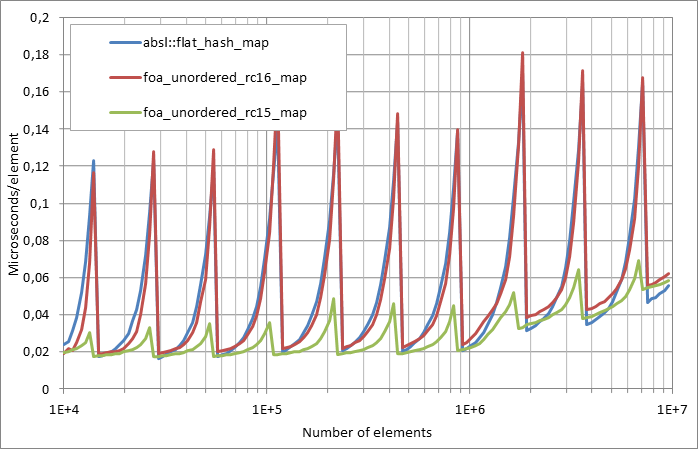 0,2
0,18
0,16
0,14
0,12
0,1
0,08
0,06
0,04
0,02
0
Microseconds/element
absl::flat_hash_map
foa_unordered_rc16_map
foa_unordered_rc15_map
1E+4 1E+5 1E+6 1E+7
Number of elements